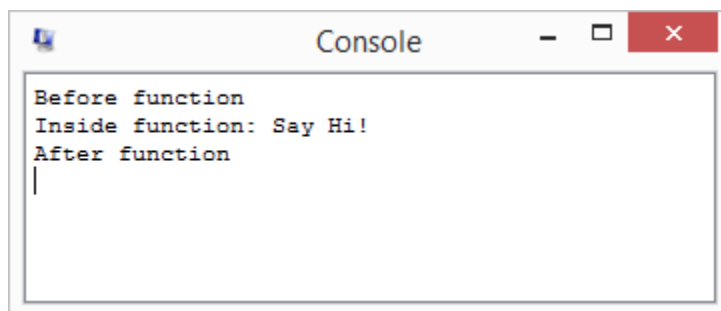 Console
Before function
Inside function: Say Hi!
After function